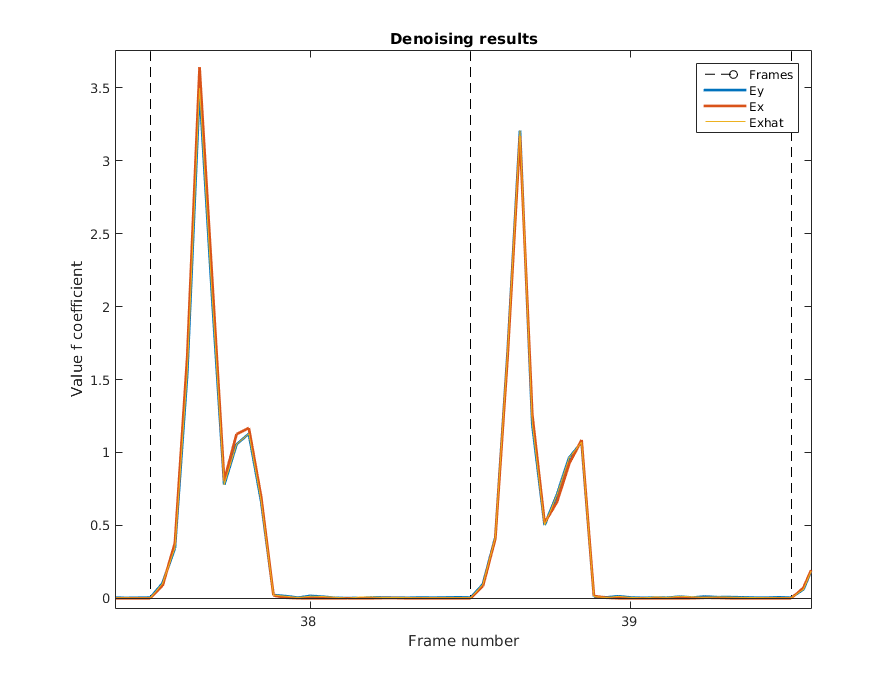 Denoising results
Frames
Ey
Ex
Exhat
3.5
3
2.5
2
1.5
1
0.5
0
Value f coefficient
38
39
Frame number